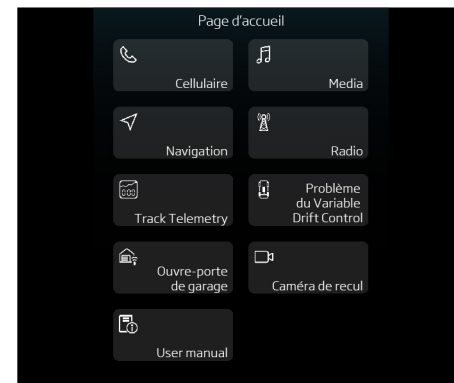 Page d'accueil
Cellulaire
Media
Navigation
Radio
Track Telemetry
Problème
du Variable
Drift Control
Ouvre-porte
de garage
Caméra de recul
User manual